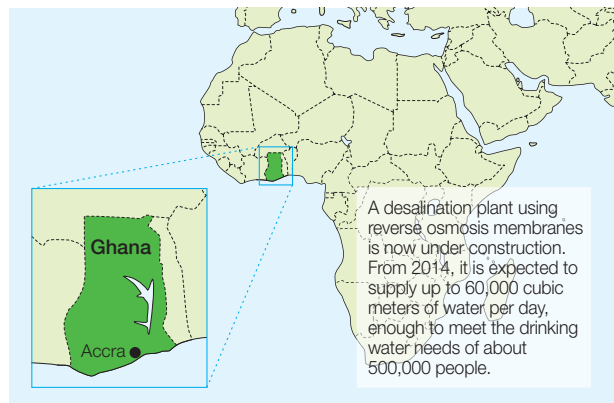 Ghana
Accra
A desalination plant using
reverse osmosis membranes
is now under construction.
From 2014, it is expected to
supply up to 60,000 cubic
meters of water per day,
enough to meet the drinking
water needs of about
500,000 people.